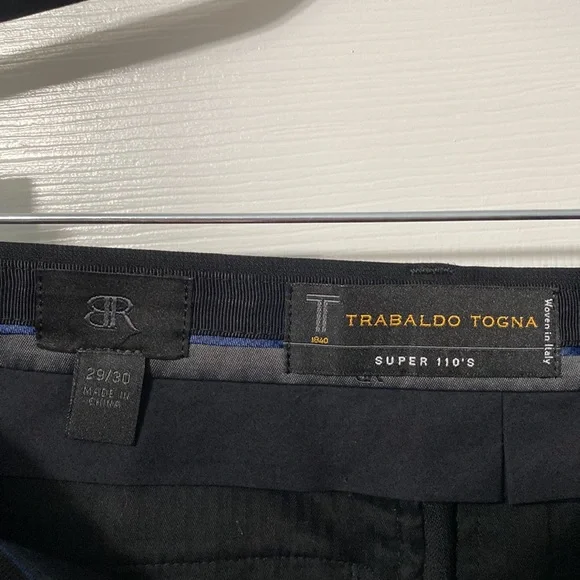 BR
29/30
MADE IN
CHINA
T
1840
TRABALDO TOGNA
SUPER 110'S
Woven in Italy